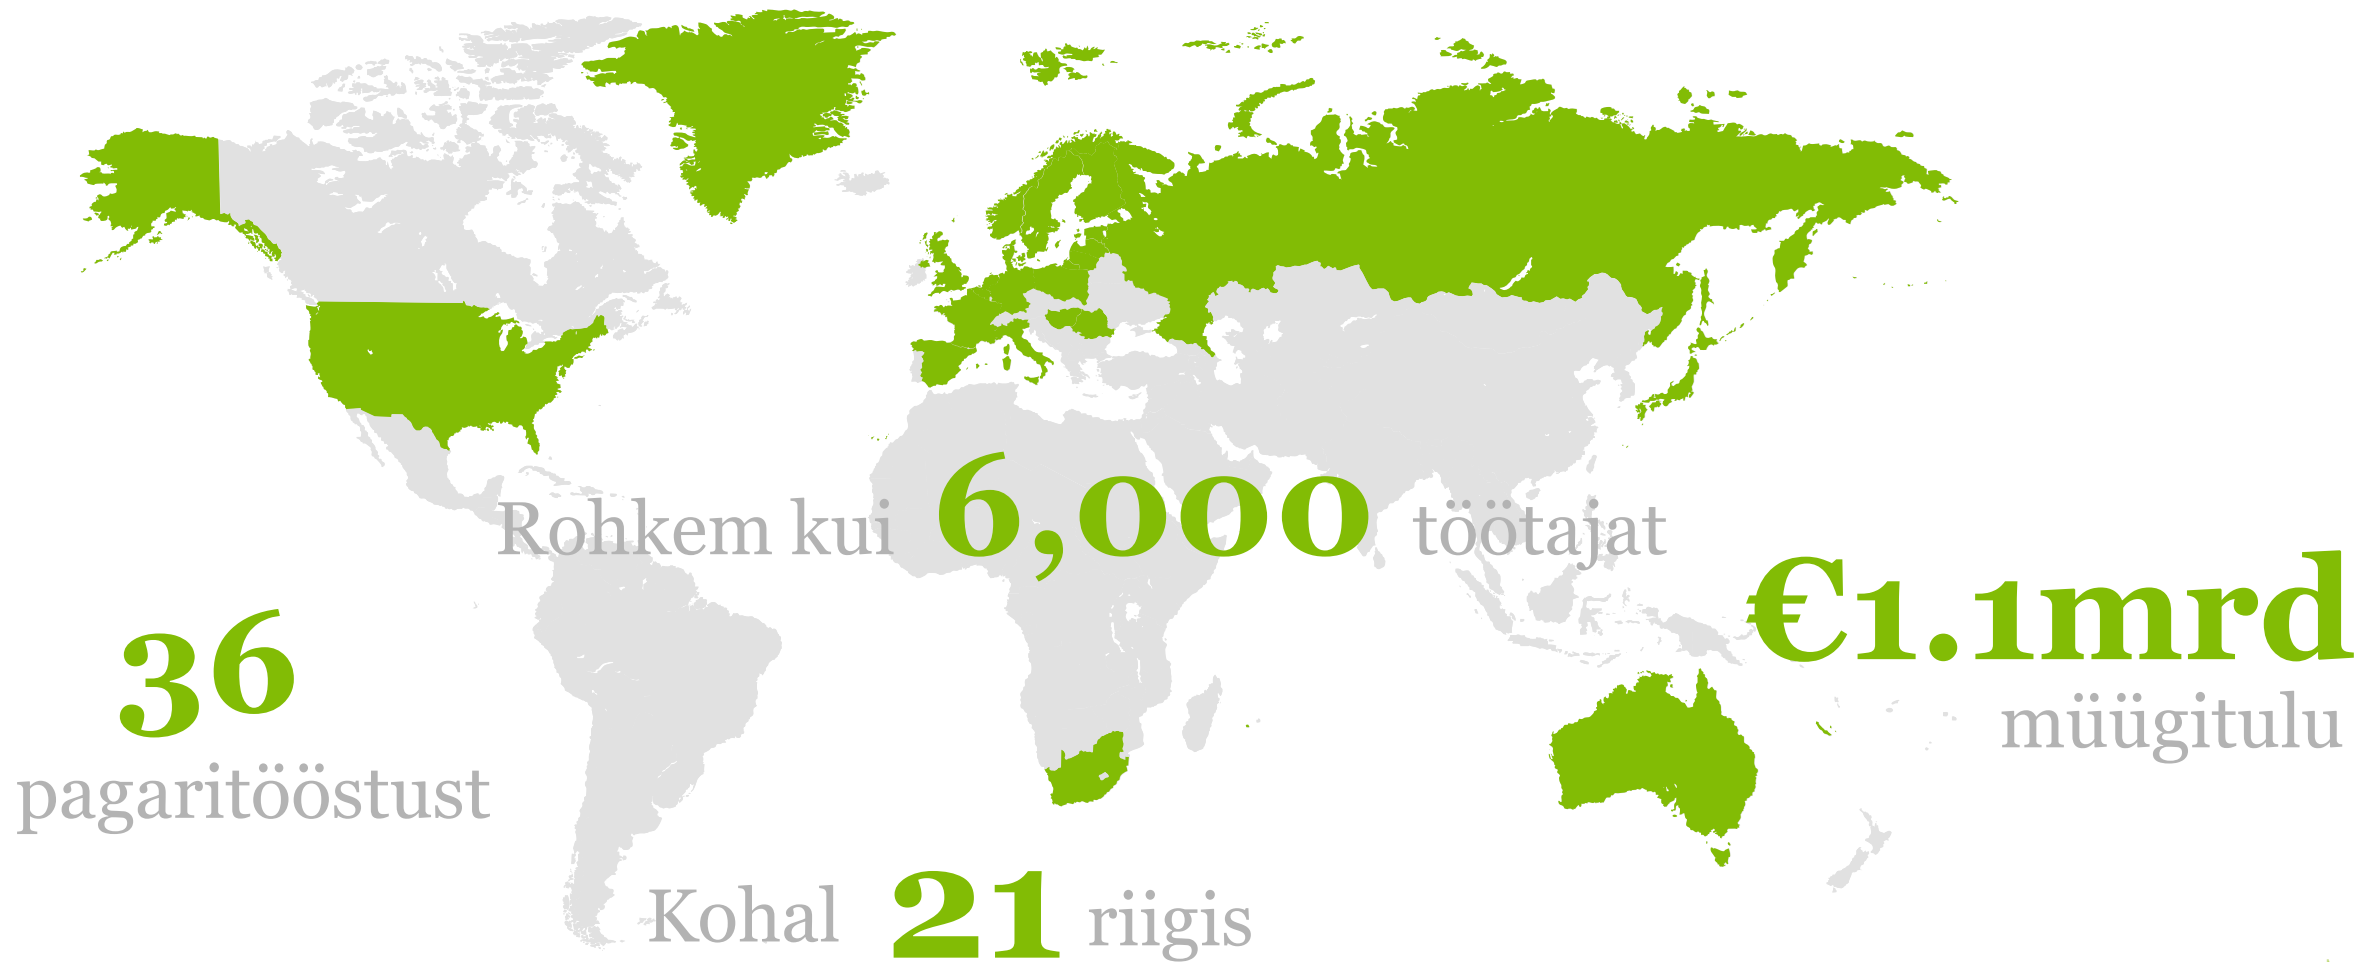 Rohkem kui 6,000 töötajat
€1.1mrd
müügitulu
36
pagaritööstust
Kohal 21 riigis